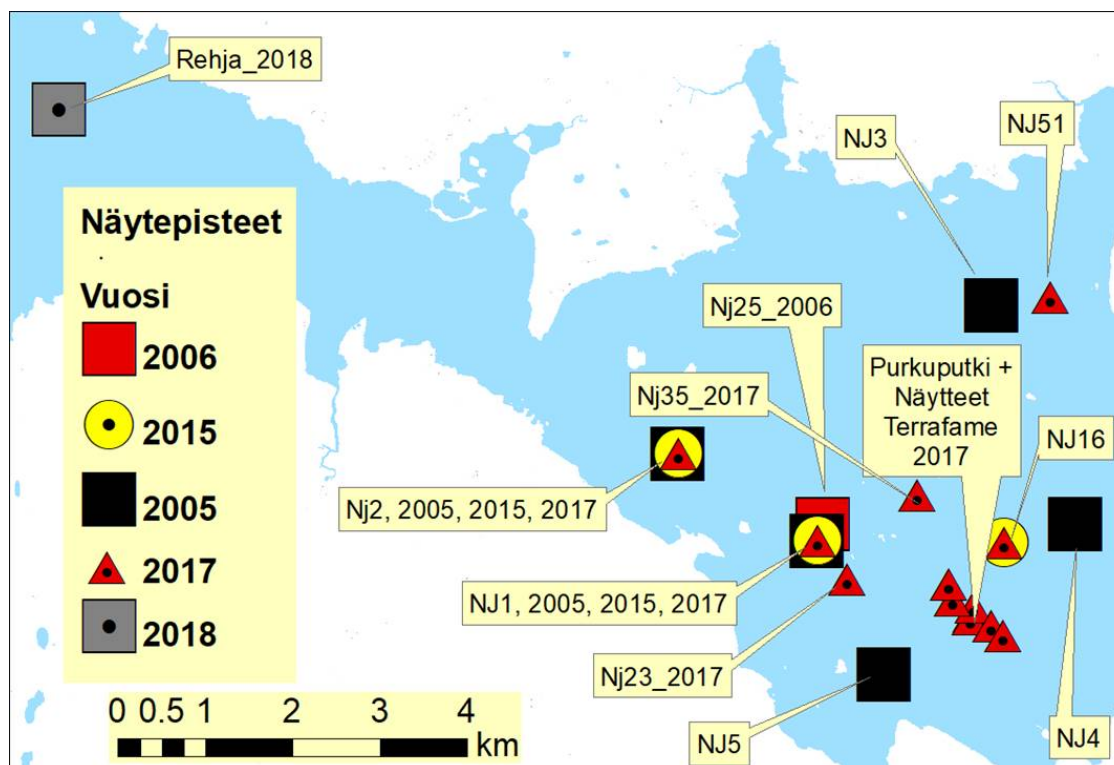 Rehja_2018
NJ3
NJ51
Näytepisteet
Vuosi
2006
2015
2005
2017
2018
Nj25_2006
Nj35_2017
Purkuputki +
Näytteet
Terrafame
2017
NJ16
Nj2, 2005, 2015, 2017
NJ1, 2005, 2015, 2017
Nj23_2017
NJ5
NJ4
0 0.5 1 2 3 4
km